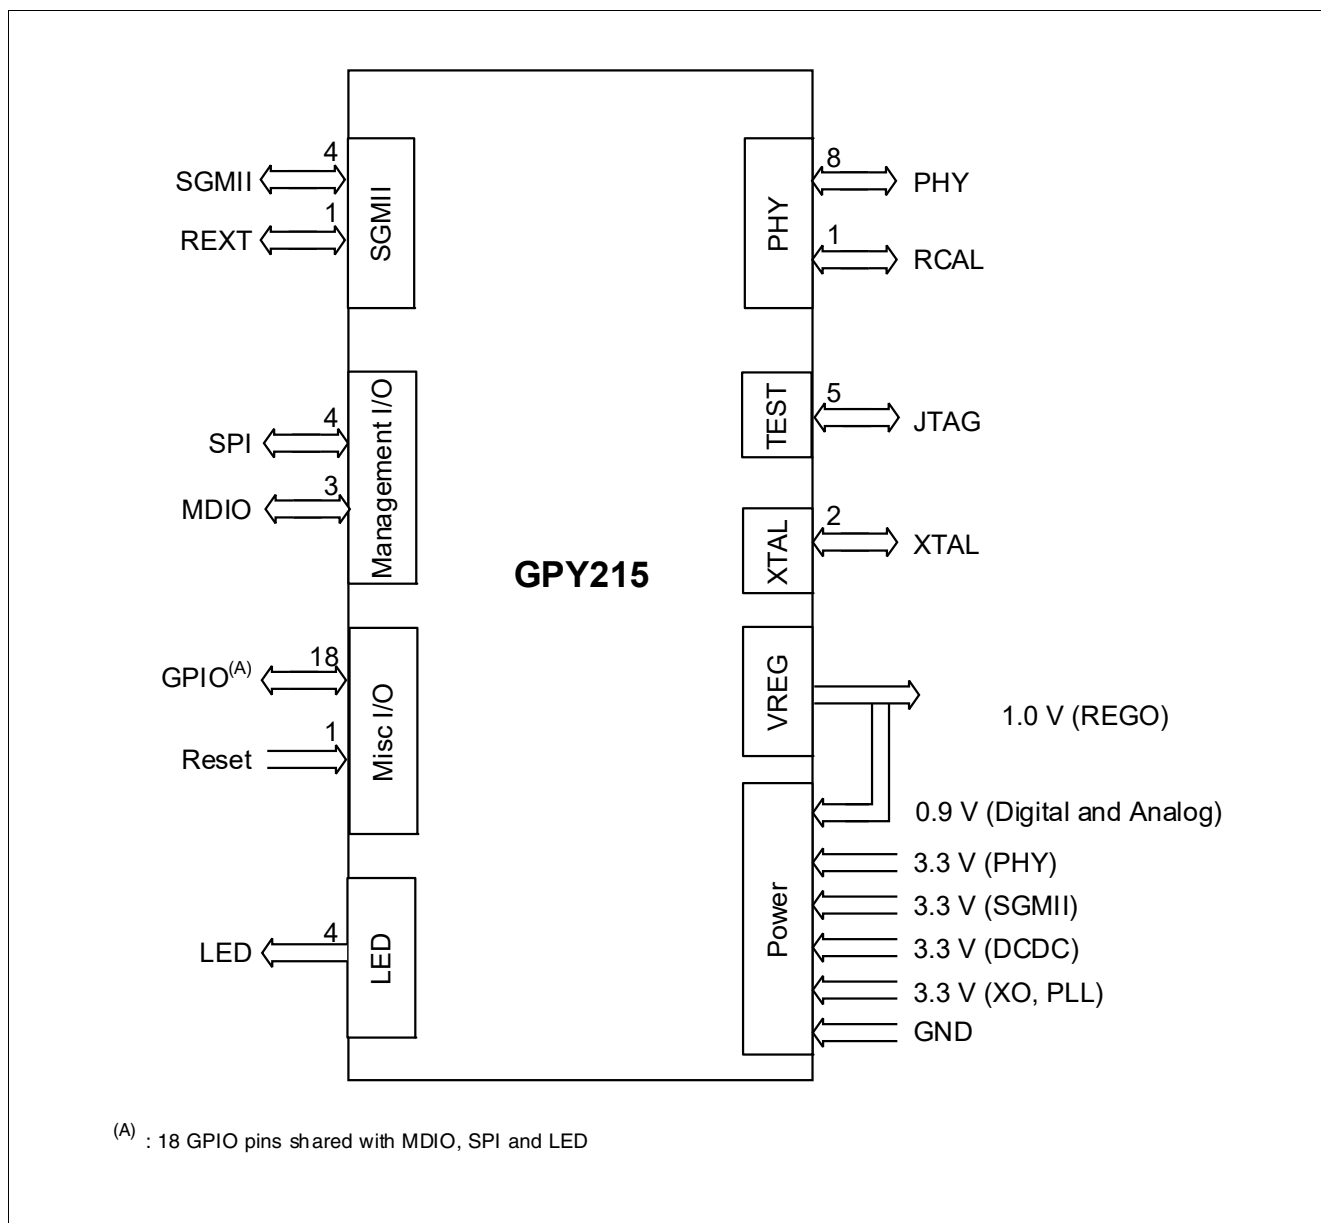 4
SGMII
1
REXT
SGMII
4
SPI
3
MDIO
Management I/O
18
GPIO(A)
1
Reset
Misc I/O
4
LED
LED
GPY215
PHY
8
PHY
1
RCAL
TEST
5
JTAG
XTAL
2
XTAL
VREG
1.0 V (REGO)
Power
0.9 V (Digital and Analog)
3.3 V (PHY)
3.3 V (SGMII)
3.3 V (DCDC)
3.3 V (XO, PLL)
GND
(A) : 18 GPIO pins shared with MDIO, SPI and LED